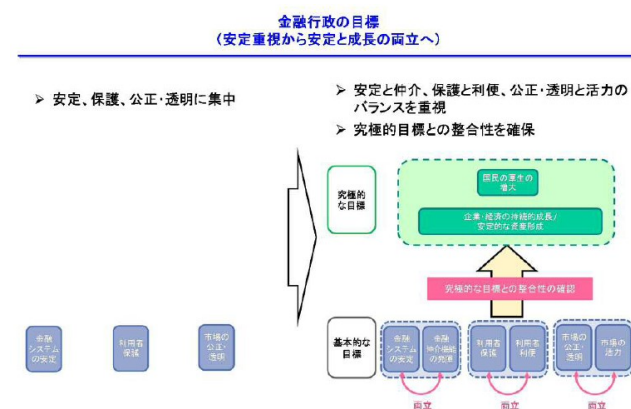 金融行政の目標
(安定重視から安定と成長の両立へ)
➢ 安定、保護、公正・透明に集中
➢ 安定と仲介、保護と利便、公正・透明と活力の
バランスを重視
➢ 究極的目標との整合性を確保
究極的
な目標
国民の厚生の
増大
企業・経済の持続的成長/
安定的な資産形成
究極的な目標との整合性の確認
金融
システム
の安定
利用者
保護
市場の
公正・
透明
基本的な
目標
金融
システム
の安定
金融
仲介機能
の発揮
利用者
保護
利用者
利便
市場の
公正・
透明
市場の
活力
両立
両立
両立